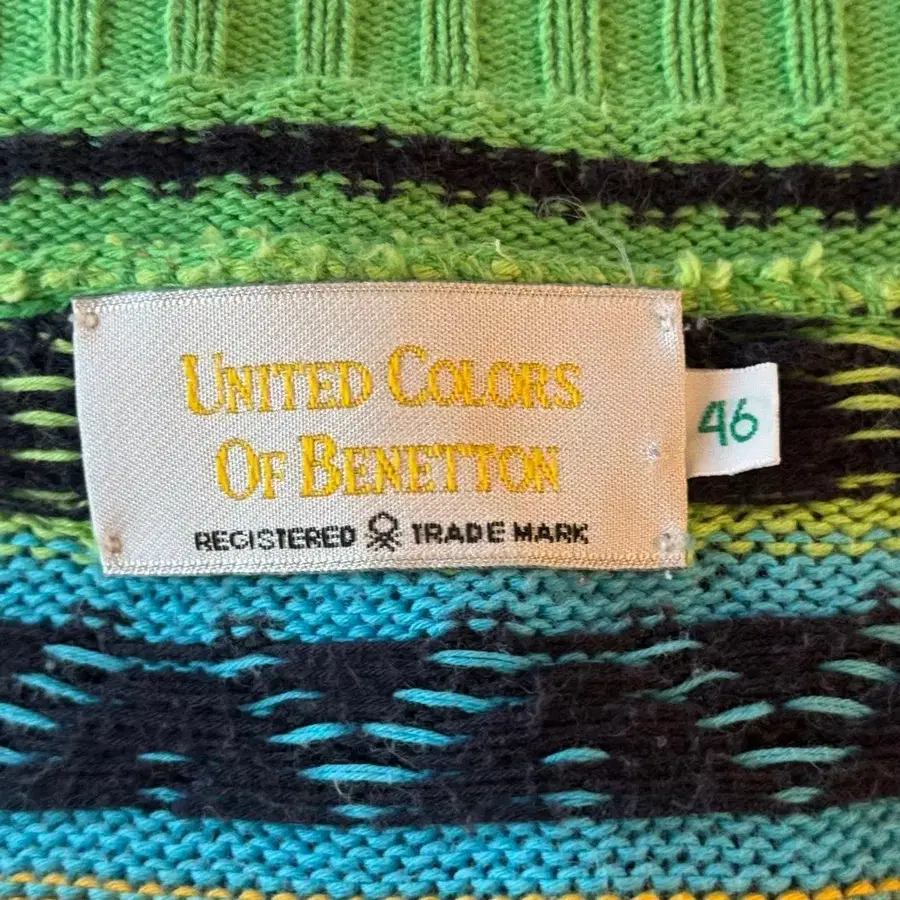 UNITED COLORS
OF BENETTON
REGISTERED TRADE MARK
46